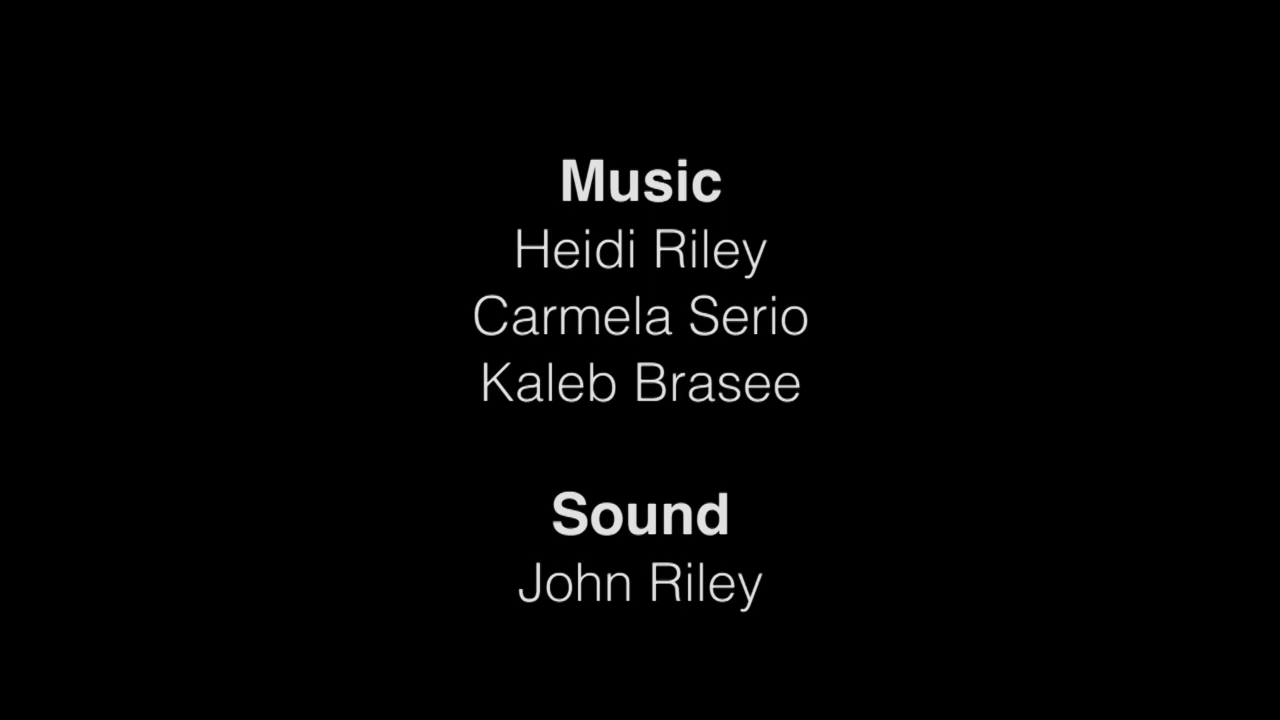 Music
Heidi Riley
Carmela Serio
Kaleb Brasee
Sound
John Riley